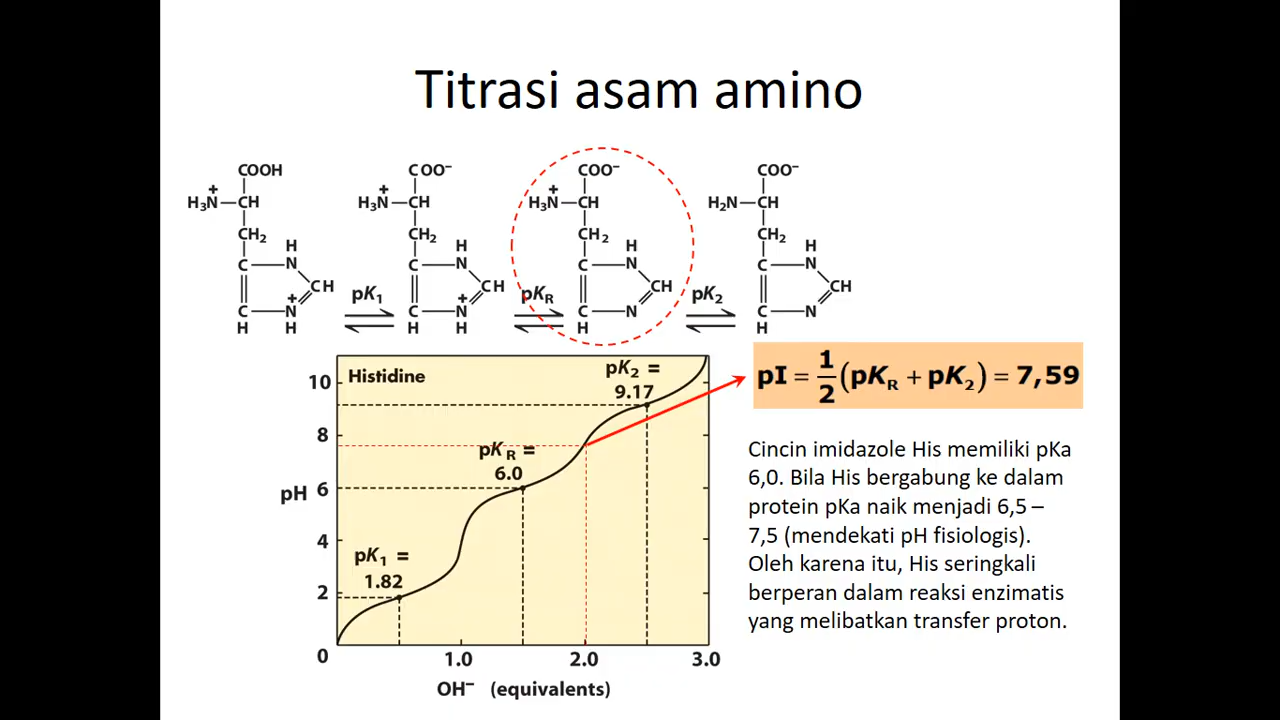 Titrasi asam amino
COOH
H₃N⁺—CH
CH₂
H
C N
CH
C N⁺
H H
pK₁
COO⁻
H₃N⁺—CH
CH₂
H
C N
CH
C N⁺
H H
pKR
COO⁻
H₃N⁺—CH
CH₂
H
C N
CH
C N
H
pK₂
COO⁻
H₂N—CH
CH₂
H
C N
CH
C N
H
Histidine
pK₂ =
9.17
pKR =
6.0
pK₁ =
1.82
pH
10
8
6
4
2
0
1.0 2.0 3.0
OH⁻ (equivalents)
pI = 1/2 (pKR + pK₂) = 7,59
Cincin imidazole His memiliki pKa
6,0. Bila His bergabung ke dalam
protein pKa naik menjadi 6,5 –
7,5 (mendekati pH fisiologis).
Oleh karena itu, His seringkali
berperan dalam reaksi enzimatis
yang melibatkan transfer proton.